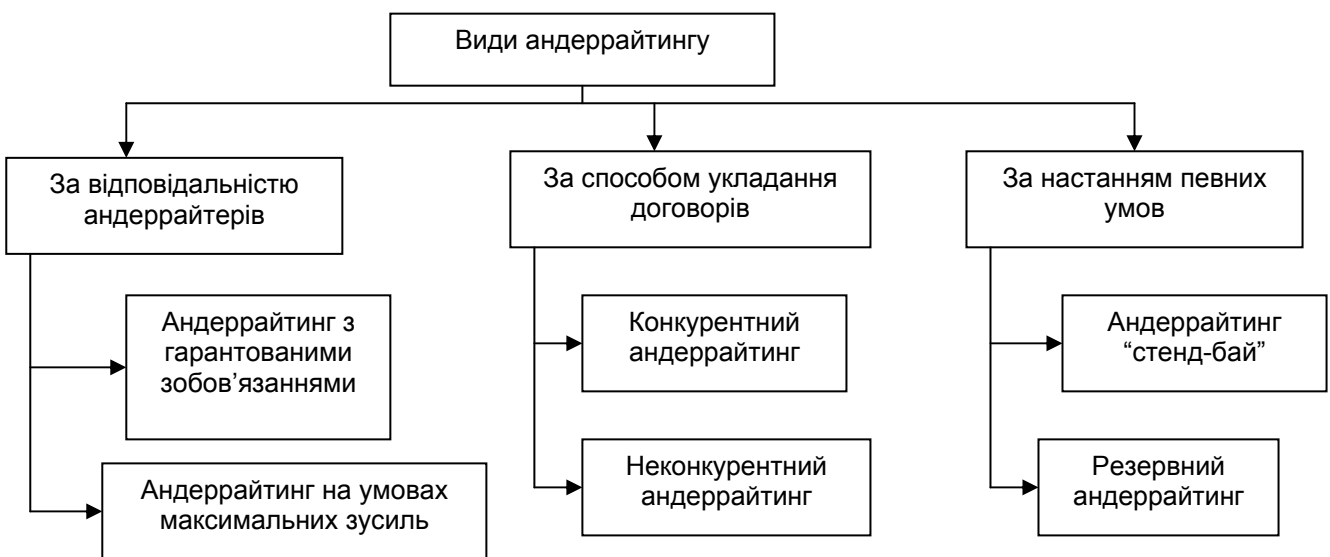 Види андеррайтингу
За відповідальністю
андеррайтерів
За способом укладання
договорів
За настанням певних
умов
Андеррайтинг з
гарантованими
зобов’язаннями
Конкурентний
андеррайтинг
Андеррайтинг
“стенд-бай”
Андеррайтинг на умовах
максимальних зусиль
Неконкурентний
андеррайтинг
Резервний
андеррайтинг